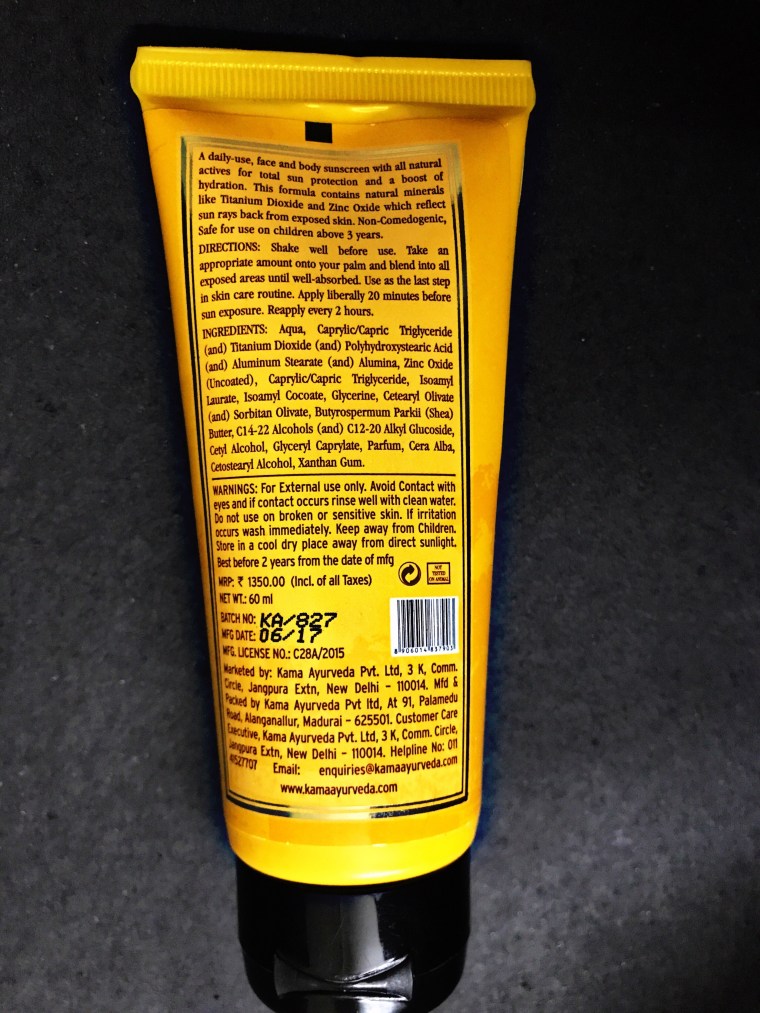 A daily-use, face and body sunscreen with all natural
actives for total sun protection and a boost of
hydration. This formula contains natural minerals
like Titanium Dioxide and Zinc Oxide which reflect
sun rays back from exposed skin. Non-Comedogenic,
Safe for use on children above 3 years.
DIRECTIONS: Shake well before use. Take an
appropriate amount onto your palm and blend into all
exposed areas until well-absorbed. Use as the last step
in skin care routine. Apply liberally 20 minutes before
sun exposure. Reapply every 2 hours.
INGREDIENTS: Aqua, Caprylic/Capric Triglyceride
(and) Titanium Dioxide (and) Polyhydroxystearic Acid
(and) Aluminum Stearate (and) Alumina, Zinc Oxide
(Uncoated), Caprylic/Capric Triglyceride, Isoamyl
Laurate, Isoamyl Cocoate, Glycerine, Cetearyl Olivate
(and) Sorbitan Olivate, Butyrospermum Parkii (Shea)
Butter, C14-22 Alcohols (and) C12-20 Alkyl Glucoside,
Cetyl Alcohol, Glyceryl Caprylate, Parfum, Cera Alba,
Cetostearyl Alcohol, Xanthan Gum.
WARNINGS: For External use only. Avoid Contact with
eyes and if contact occurs rinse well with clean water.
Do not use on broken or sensitive skin. If irritation
occurs wash immediately. Keep away from Children.
Store in a cool dry place away from direct sunlight.
Best before 2 years from the date of mfg
MRP: ₹ 1350.00 (Incl. of all Taxes)
NOT
TESTED
ON ANIMAL
NET WT.: 60 ml
BATCH NO: KA/827
MFG DATE: 06/17
MFG. LICENSE NO.: C28A/2015
8 906014 837903
Marketed by: Kama Ayurveda Pvt. Ltd, 3 K, Comm.
Circle, Jangpura Extn, New Delhi - 110014. Mfd &
Packed by Kama Ayurveda Pvt ltd, At 91, Palamedu
Road, Alanganallur, Madurai - 625501. Customer Care
Executive, Kama Ayurveda Pvt. Ltd, 3 K, Comm. Circle,
Jangpura Extn, New Delhi - 110014. Helpline No: 011
Email: enquiries@kamaayurveda.com
www.kamaayurveda.com